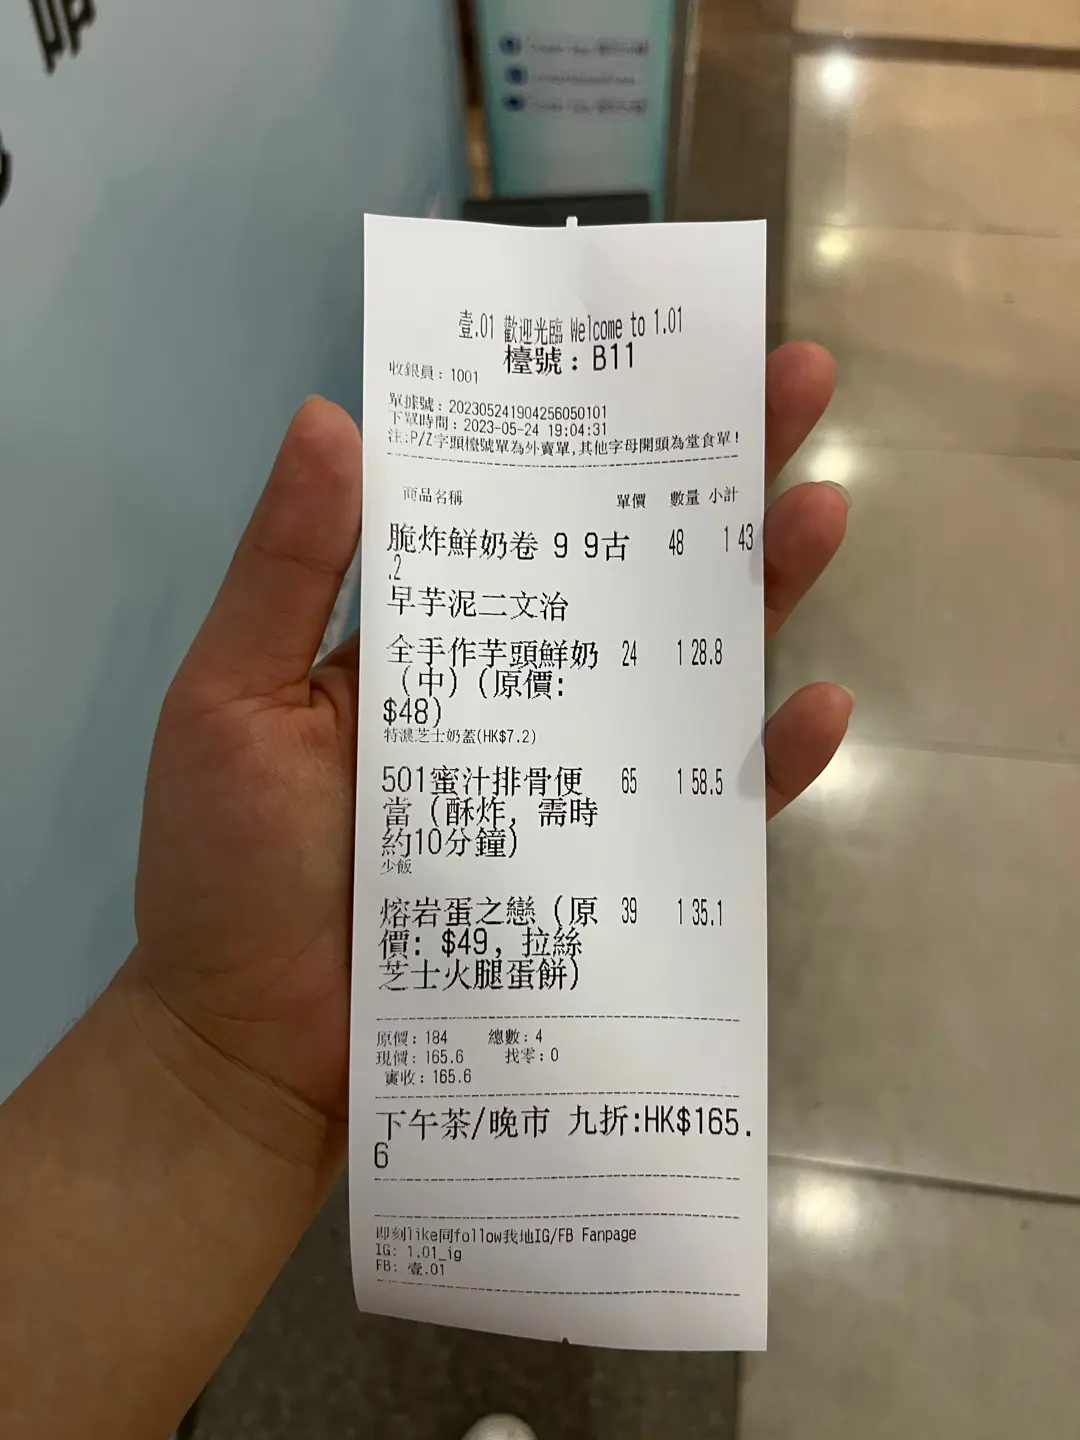 壹.01 歡迎光臨 Welcome to 1.01
檯號：B11
收銀員：1001
單據號：202305241904256050101
下單時間：2023-05-24 19:04:31
注:P/Z字頭檯號單為外賣單,其他字母開頭為堂食單!
商品名稱 單價 數量 小計
脆炸鮮奶卷 9 9古 48 1 43
.2
早芋泥二文治
全手作芋頭鮮奶 24 1 28.8
（中）(原價:
$48)
特濃芝士奶蓋(HK$7.2)
501蜜汁排骨便 65 1 58.5
當（酥炸, 需時
約10分鐘)
少飯
熔岩蛋之戀（原 39 1 35.1
價: $49, 拉絲
芝士火腿蛋餅)
原價：184 總數：4
現價：165.6 找零：0
實收：165.6
下午茶/晚市 九折:HK$165.
6
即刻like同follow我地IG/FB Fanpage
IG: 1.01_ig
FB: 壹.01